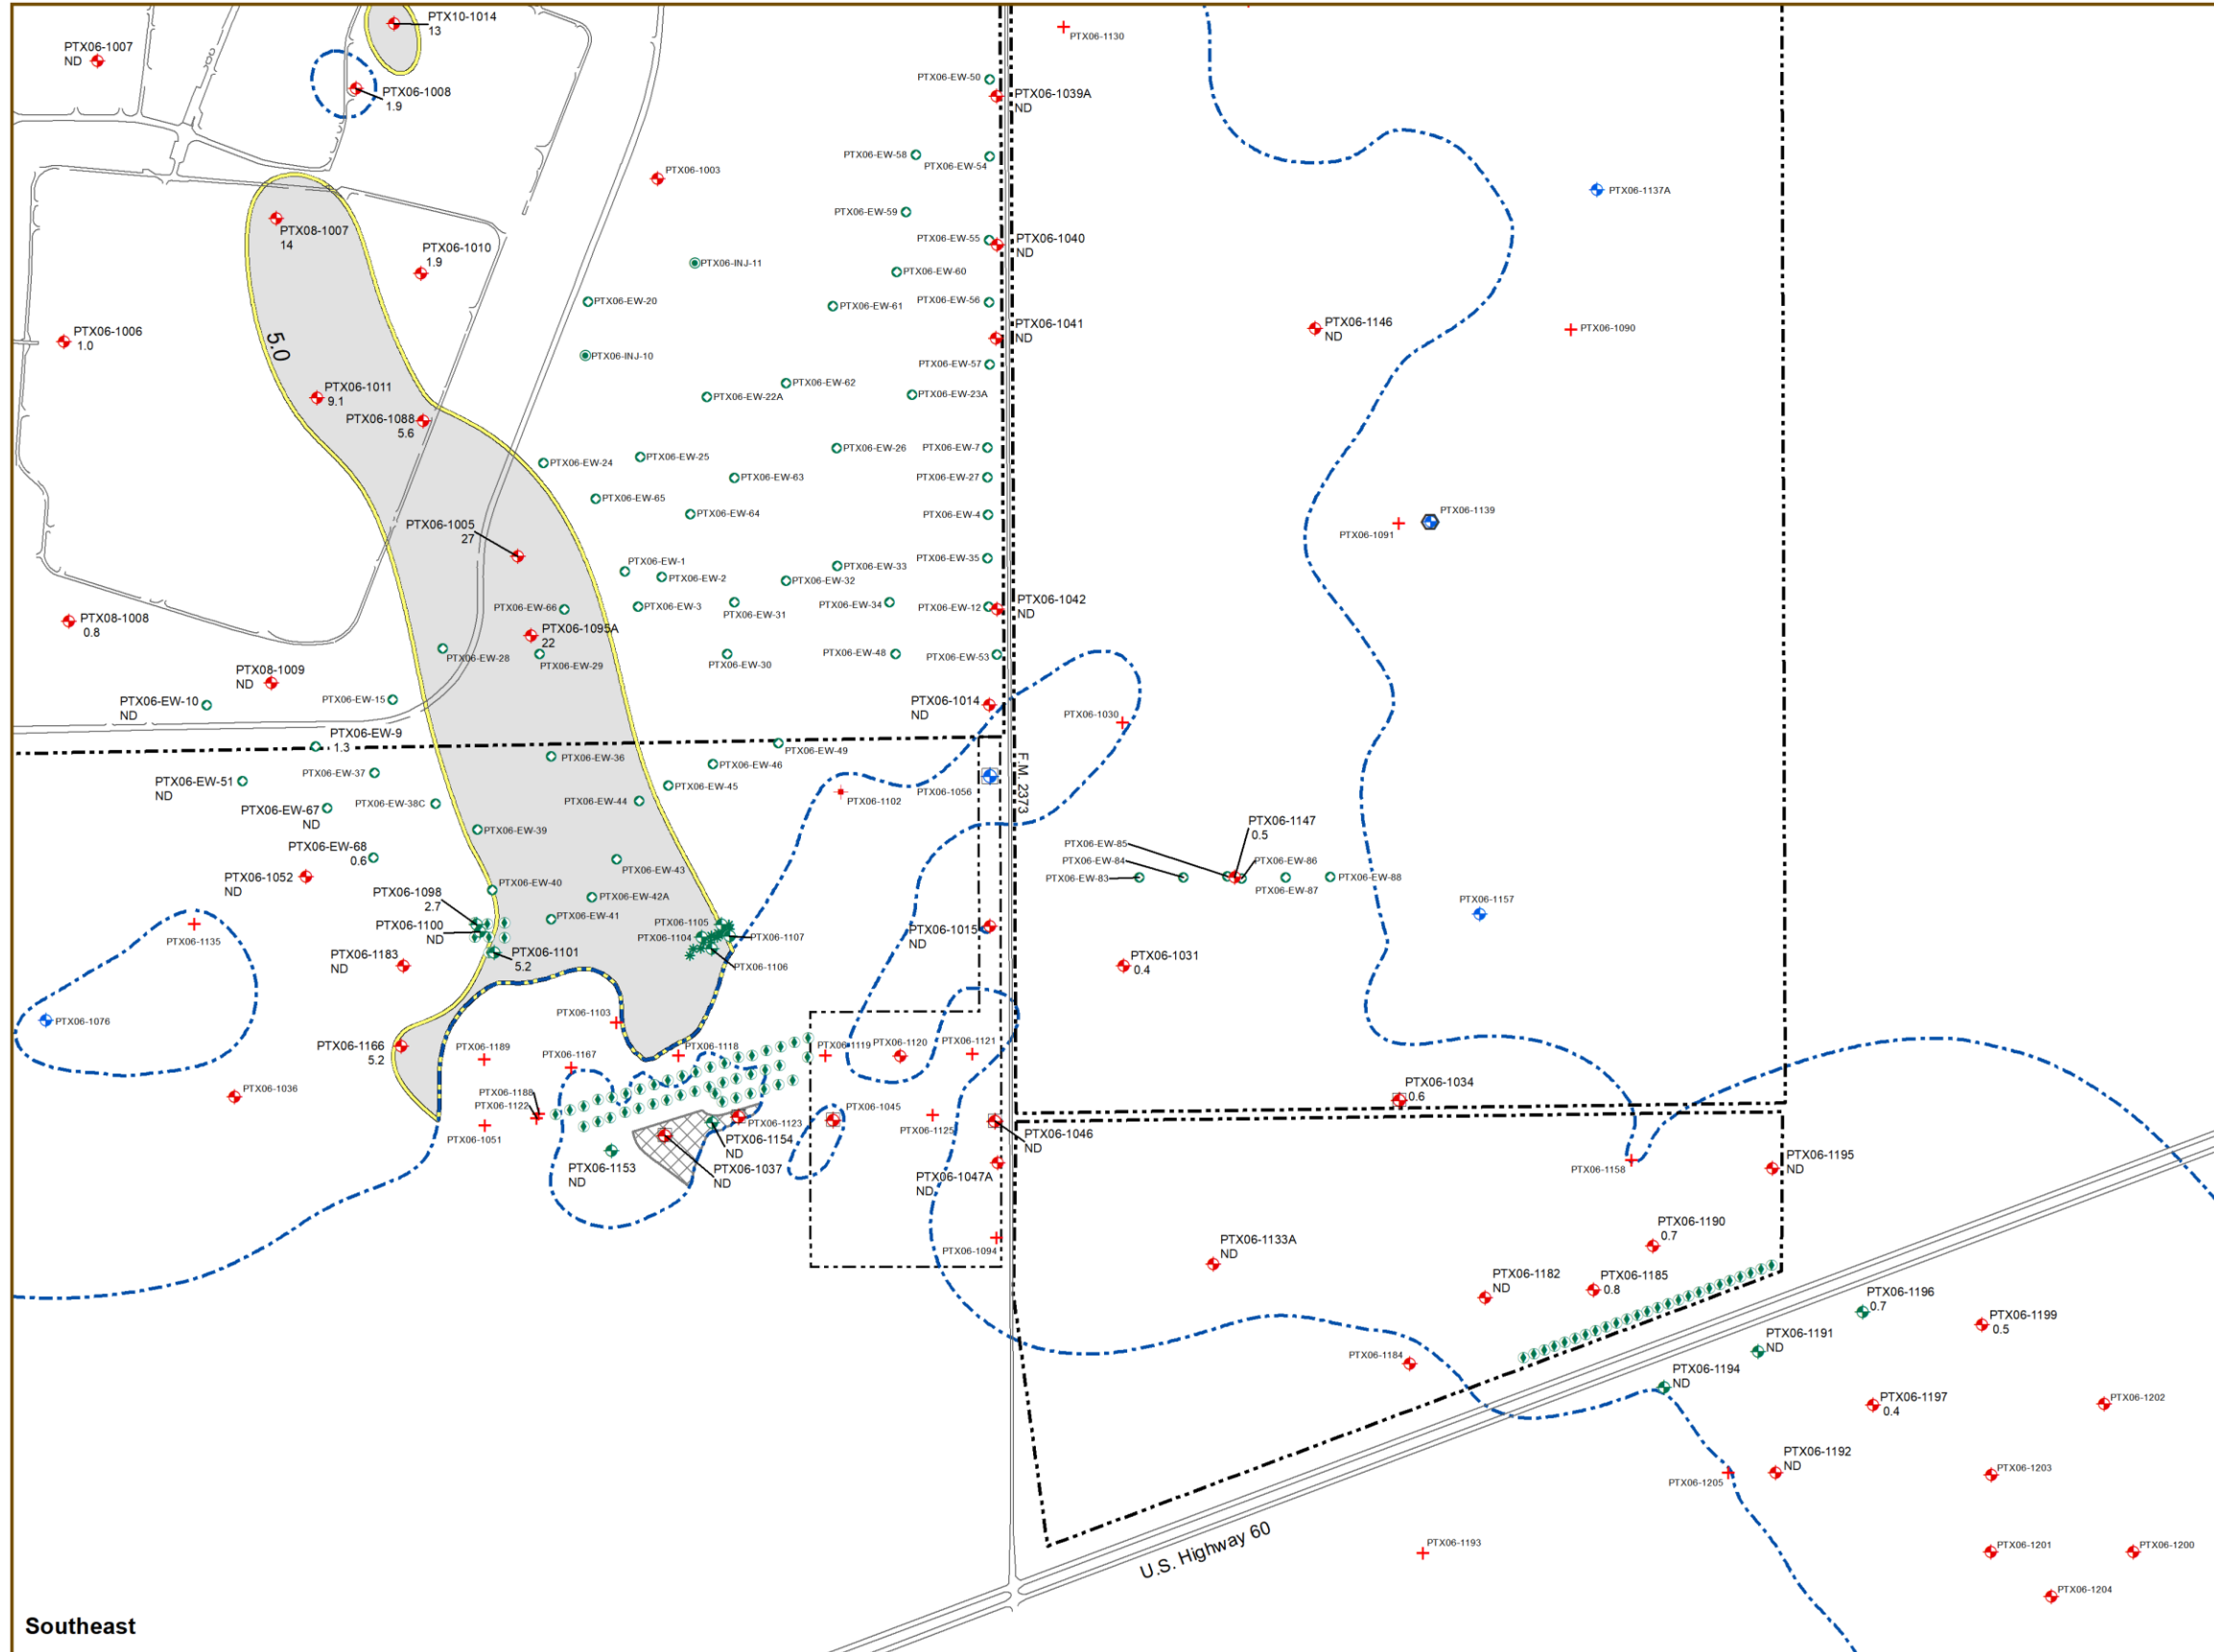 PTX10-1014
13
PTX06-1007
ND
PTX06-1008
1.9
PTX06-1130
PTX06-EW-50
PTX06-1039A
ND
PTX06-EW-58
PTX06-EW-54
PTX06-1003
PTX06-1137A
PTX08-1007
14
PTX06-EW-59
PTX06-EW-55
PTX06-1040
ND
PTX06-1010
1.9
PTX06-INJ-11
PTX06-EW-60
PTX06-EW-20
PTX06-EW-61
PTX06-EW-56
PTX06-1006
1.0
5.0
PTX06-1041
ND
PTX06-1146
ND
PTX06-1090
PTX06-INJ-10
PTX06-EW-57
PTX06-EW-62
PTX06-EW-22A
PTX06-EW-23A
PTX06-1011
9.1
PTX06-1088
5.6
PTX06-EW-24
PTX06-EW-25
PTX06-EW-26
PTX06-EW-7
PTX06-EW-63
PTX06-EW-27
PTX06-EW-65
PTX06-EW-64
PTX06-EW-4
PTX06-1005
27
PTX06-1139
PTX06-1091
PTX06-EW-1
PTX06-EW-2
PTX06-EW-33
PTX06-EW-32
PTX06-EW-35
PTX06-EW-66
PTX06-EW-3
PTX06-EW-31
PTX06-EW-34
PTX06-EW-12
PTX06-1042
ND
PTX08-1008
0.8
PTX06-1095A
22
PTX06-EW-28
PTX06-EW-29
PTX06-EW-30
PTX06-EW-48
PTX06-EW-53
PTX08-1009
ND
PTX06-EW-10
ND
PTX06-EW-15
PTX06-1014
ND
PTX06-1030
PTX06-EW-9
1.3
PTX06-EW-36
PTX06-EW-49
PTX06-EW-46
F.M. 2373
PTX06-EW-51
ND
PTX06-EW-37
PTX06-EW-45
PTX06-1102
PTX06-1056
PTX06-EW-67
ND
PTX06-EW-38C
PTX06-EW-44
PTX06-EW-39
PTX06-1147
0.5
PTX06-EW-85
PTX06-EW-84
PTX06-EW-83
PTX06-EW-86
PTX06-EW-87
PTX06-EW-88
PTX06-EW-68
0.6
PTX06-EW-43
PTX06-1052
ND
PTX06-EW-40
PTX06-EW-42A
PTX06-1098
2.7
PTX06-1100
ND
PTX06-EW-41
PTX06-1105
PTX06-1104
PTX06-1107
PTX06-1106
PTX06-1015
ND
PTX06-1157
PTX06-1135
PTX06-1183
ND
PTX06-1101
5.2
PTX06-1031
0.4
PTX06-1076
PTX06-1103
PTX06-1166
5.2
PTX06-1189
PTX06-1167
PTX06-1118
PTX06-1119
PTX06-1120
PTX06-1121
PTX06-1036
PTX06-1188
PTX06-1122
PTX06-1051
PTX06-1123
PTX06-1045
PTX06-1125
PTX06-1034
0.6
PTX06-1154
ND
PTX06-1046
ND
PTX06-1153
ND
PTX06-1037
ND
PTX06-1047A
ND
PTX06-1158
PTX06-1195
ND
PTX06-1094
PTX06-1133A
ND
PTX06-1190
0.7
PTX06-1182
ND
PTX06-1185
0.8
PTX06-1196
0.7
PTX06-1199
0.5
PTX06-1191
ND
PTX06-1184
PTX06-1194
ND
PTX06-1197
0.4
PTX06-1202
PTX06-1192
ND
PTX06-1205
PTX06-1203
U.S. Highway 60
PTX06-1193
PTX06-1201
PTX06-1200
PTX06-1204
Southeast